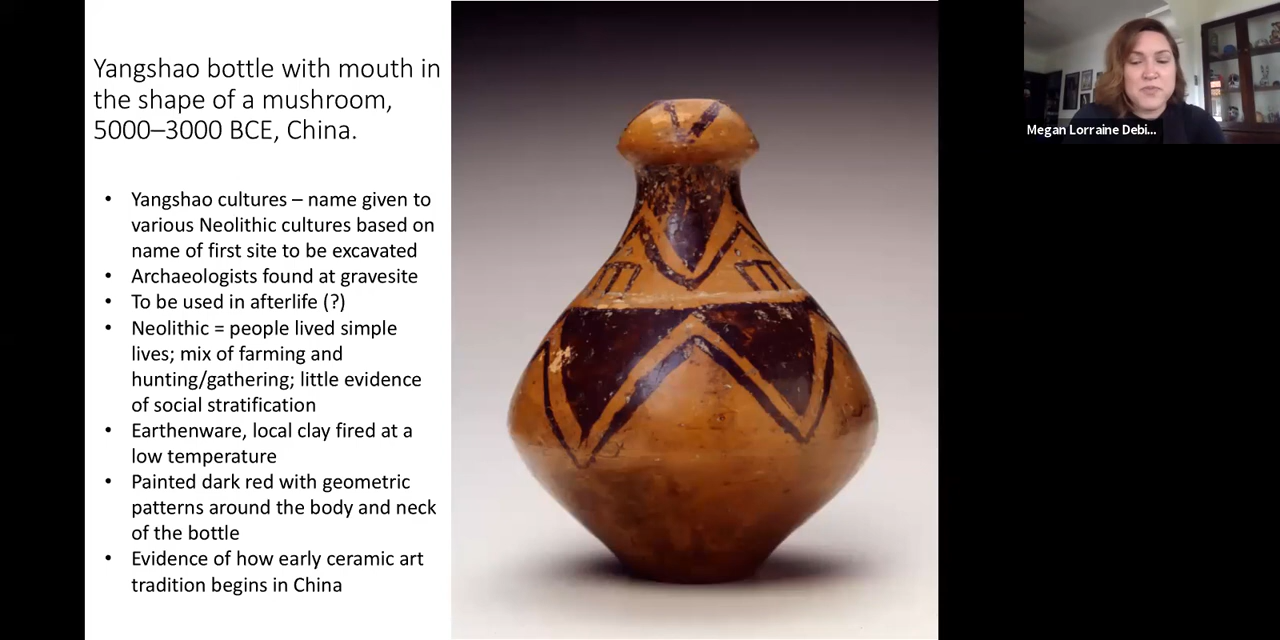 Yangshao bottle with mouth in
the shape of a mushroom,
5000–3000 BCE, China.
• Yangshao cultures – name given to
various Neolithic cultures based on
name of first site to be excavated
• Archaeologists found at gravesite
• To be used in afterlife (?)
• Neolithic = people lived simple
lives; mix of farming and
hunting/gathering; little evidence
of social stratification
• Earthenware, local clay fired at a
low temperature
• Painted dark red with geometric
patterns around the body and neck
of the bottle
• Evidence of how early ceramic art
tradition begins in China
Megan Lorraine Debi...